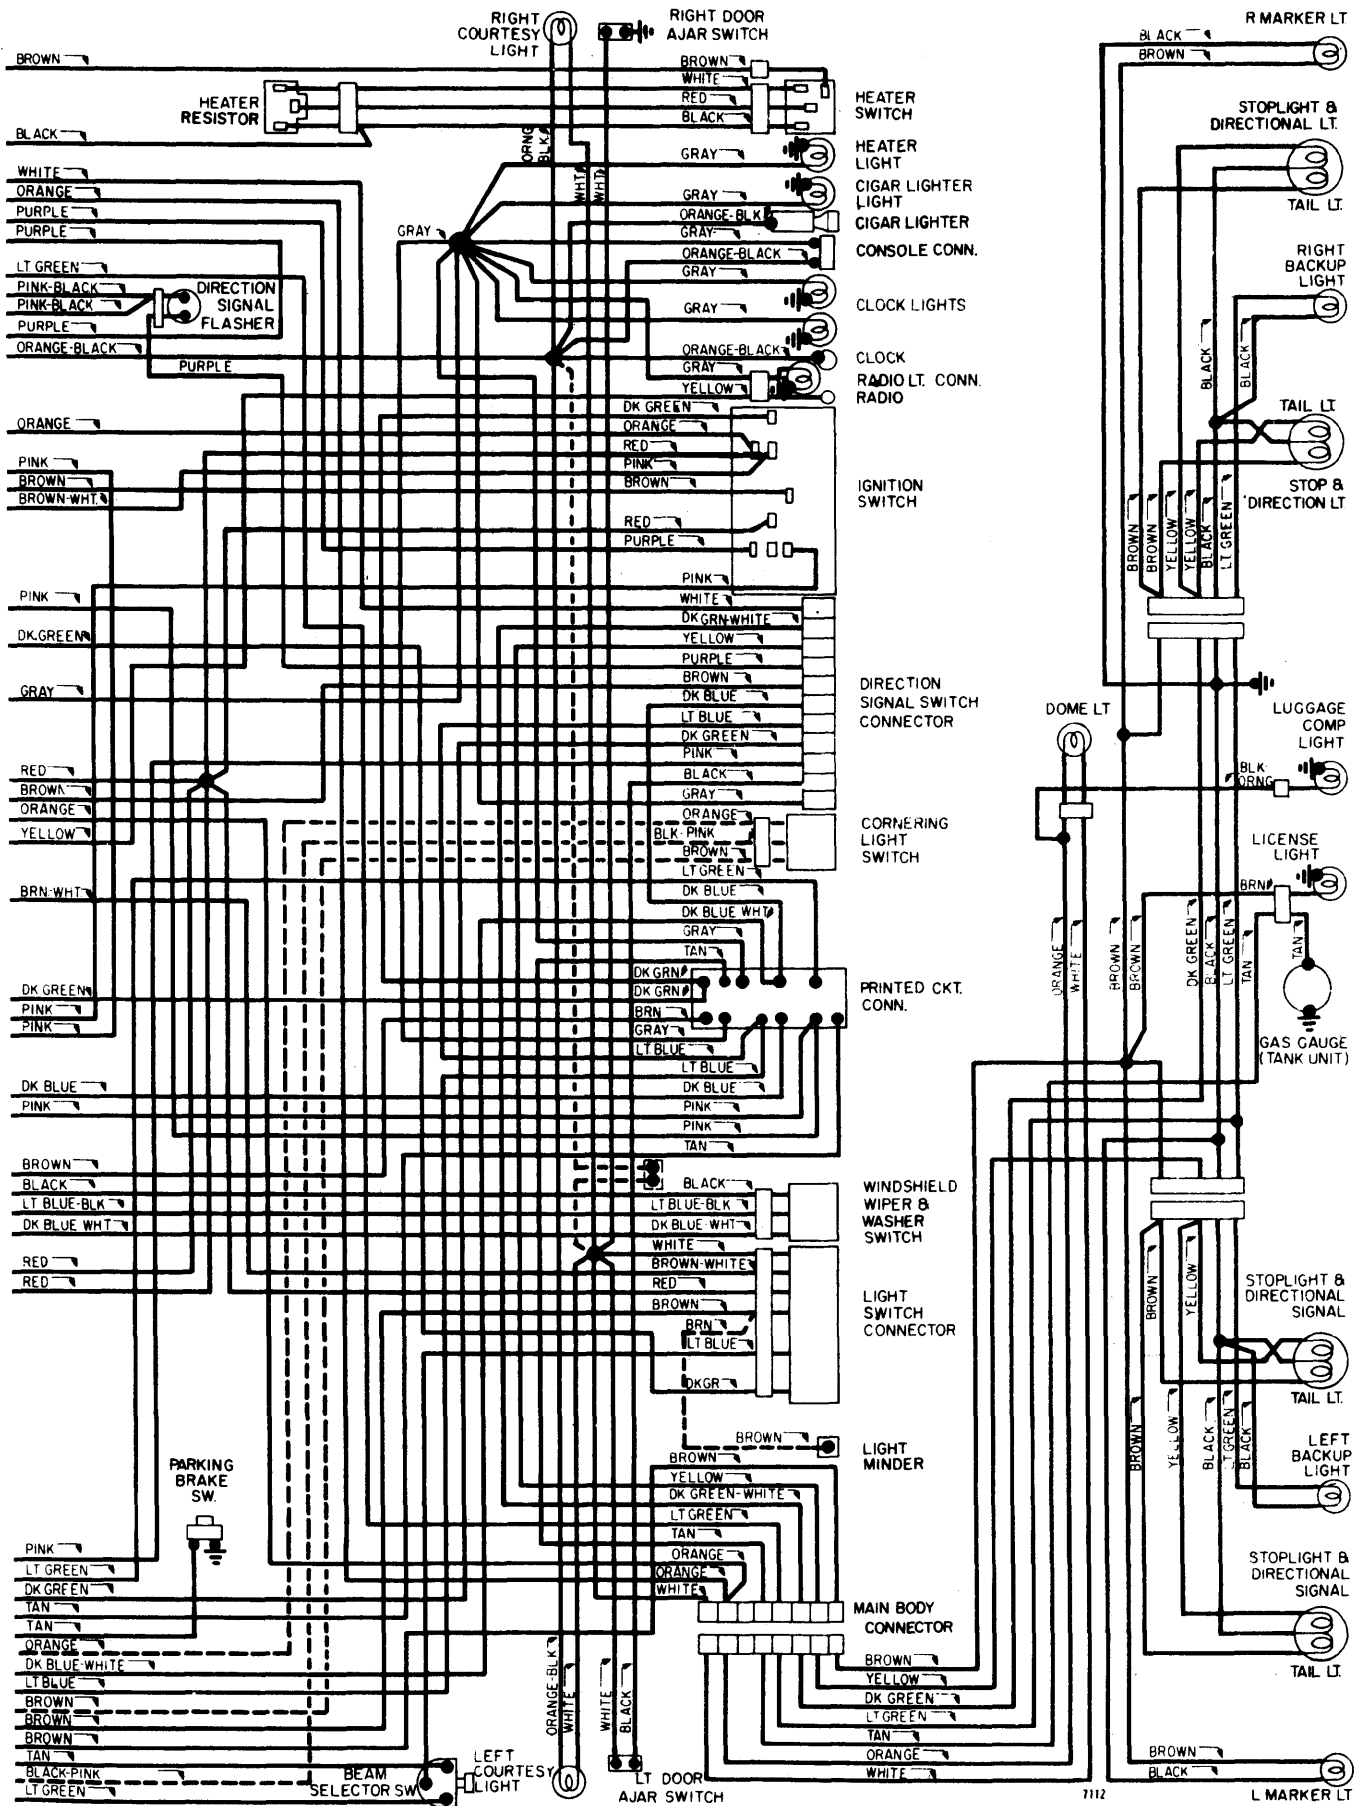 RIGHT
COURTESY
LIGHT
RIGHT DOOR
AJAR SWITCH
R MARKER LT
BLACK
BROWN
BROWN
BROWN
WHITE
RED
BLACK
HEATER
RESISTOR
HEATER
SWITCH
STOPLIGHT &
DIRECTIONAL LT.
TAIL LT.
BLACK
ORNG
BLK
WHT
WHT
GRAY
HEATER
LIGHT
WHITE
ORANGE
PURPLE
PURPLE
GRAY
CIGAR LIGHTER
LIGHT
ORANGE-BLK
CIGAR LIGHTER
GRAY
GRAY
CONSOLE CONN.
ORANGE-BLACK
GRAY
RIGHT
BACKUP
LIGHT
LT GREEN
PINK-BLACK
PINK-BLACK
PURPLE
ORANGE-BLACK
DIRECTION
SIGNAL
FLASHER
PURPLE
GRAY
CLOCK LIGHTS
ORANGE-BLACK
CLOCK
GRAY
RADIO LT. CONN.
YELLOW
RADIO
BLACK
BLACK
TAIL LT
STOP &
DIRECTION LT
DK GREEN
ORANGE
ORANGE
RED
PINK
BROWN
IGNITION
SWITCH
PINK
BROWN
BROWN-WHT.
RED
PURPLE
BROWN
BROWN
YELLOW
YELLOW
BLACK
LT GREEN
PINK
PINK
WHITE
DK GRN-WHITE
YELLOW
PURPLE
BROWN
DK BLUE
LT BLUE
DK GREEN
PINK
BLACK
GRAY
DIRECTION
SIGNAL SWITCH
CONNECTOR
DK.GREEN
GRAY
DOME LT
LUGGAGE
COMP
LIGHT
BLK
ORNG
RED
BROWN
ORANGE
YELLOW
ORANGE
BLK-PINK
BROWN
CORNERING
LIGHT
SWITCH
LICENSE
LIGHT
BRN
BRN-WHT
LT GREEN
DK BLUE
DK BLUE WHT
GRAY
TAN
DK GRN
DK GRN
BRN
GRAY
LT BLUE
LT BLUE
DK BLUE
PINK
PINK
TAN
PRINTED CKT.
CONN.
ORANGE
WHITE
BROWN
BROWN
DK GREEN
BLACK
LT GREEN
TAN
TAN
GAS GAUGE
(TANK UNIT)
DK GREEN
PINK
PINK
DK BLUE
PINK
BROWN
BLACK
LT BLUE-BLK
DK BLUE WHT
BLACK
LT BLUE-BLK
DK BLUE-WHT
WINDSHIELD
WIPER &
WASHER
SWITCH
RED
RED
WHITE
BROWN-WHITE
RED
BROWN
BRN
LT BLUE
DKGR
LIGHT
SWITCH
CONNECTOR
BROWN
YELLOW
STOPLIGHT &
DIRECTIONAL
SIGNAL
TAIL LT.
BROWN
YELLOW
BLACK
LT GREEN
BLACK
LEFT
BACKUP
LIGHT
BROWN
LIGHT
MINDER
PARKING
BRAKE
SW.
BROWN
YELLOW
DK GREEN-WHITE
LT GREEN
TAN
ORANGE
ORANGE
WHITE
MAIN BODY
CONNECTOR
STOPLIGHT &
DIRECTIONAL
SIGNAL
TAIL LT.
PINK
LT GREEN
DK GREEN
TAN
TAN
ORANGE
DK BLUE-WHITE
LT BLUE
BROWN
BROWN
BROWN
TAN
BLACK-PINK
LT GREEN
ORANGE-BLK
WHITE
WHITE
BLACK
BROWN
YELLOW
DK GREEN
LT GREEN
TAN
ORANGE
WHITE
BEAM
SELECTOR SW
LEFT
COURTESY
LIGHT
LT DOOR
AJAR SWITCH
BROWN
BLACK
L MARKER LT
7112